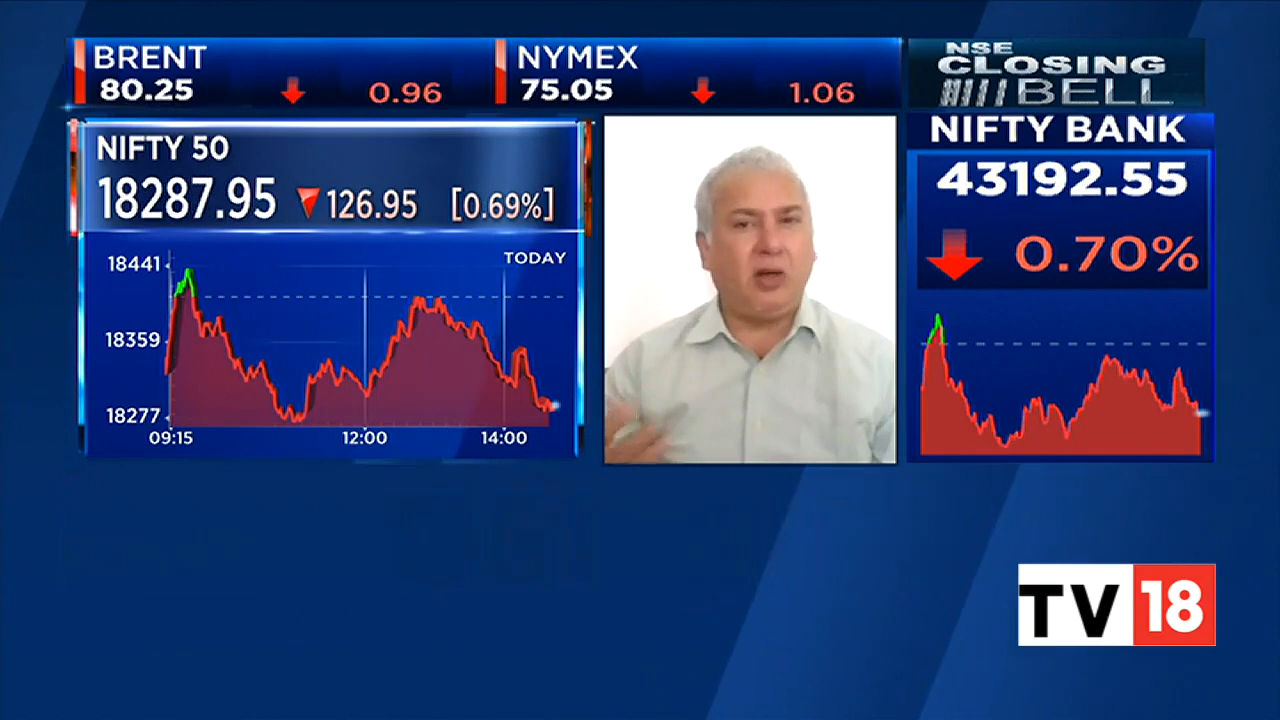 BRENT
80.25 0.96
NYMEX
75.05 1.06
NSE
CLOSING
BELL
NIFTY 50
18287.95 126.95 [0.69%]
TODAY
18441
18359
18277
09:15 12:00 14:00
NIFTY BANK
43192.55
0.70%
TV18